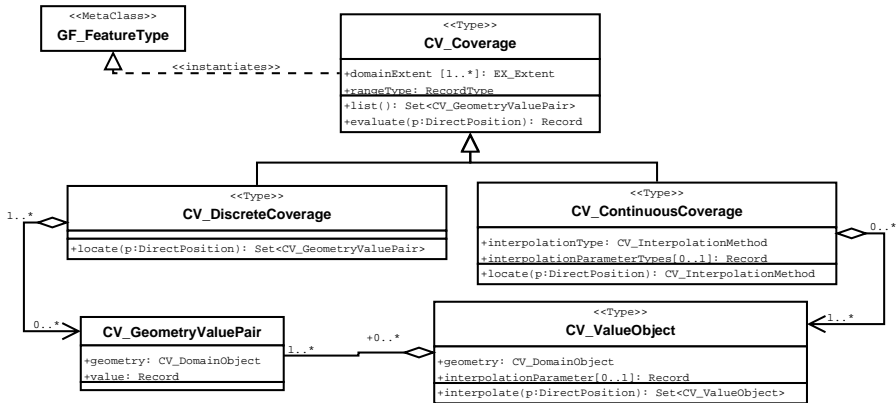 <<MetaClass>>
GF_FeatureType
<<instantiates>>
<<Type>>
CV_Coverage
+domainExtent [1..*]: EX_Extent
+rangeType: RecordType
+list(): Set<CV_GeometryValuePair>
+evaluate(p:DirectPosition): Record
<<Type>>
CV_DiscreteCoverage
+locate(p:DirectPosition): Set<CV_GeometryValuePair>
1..*
0..*
<<Type>>
CV_ContinuousCoverage
+interpolationType: CV_InterpolationMethod
+interpolationParameterTypes[0..1]: Record
+locate(p:DirectPosition): CV_InterpolationMethod
0..*
1..*
CV_GeometryValuePair
+geometry: CV_DomainObject
+value: Record
1..*
+0..*
<<Type>>
CV_ValueObject
+geometry: CV_DomainObject
+interpolationParameter[0..1]: Record
+interpolate(p:DirectPosition): Set<CV_ValueObject>